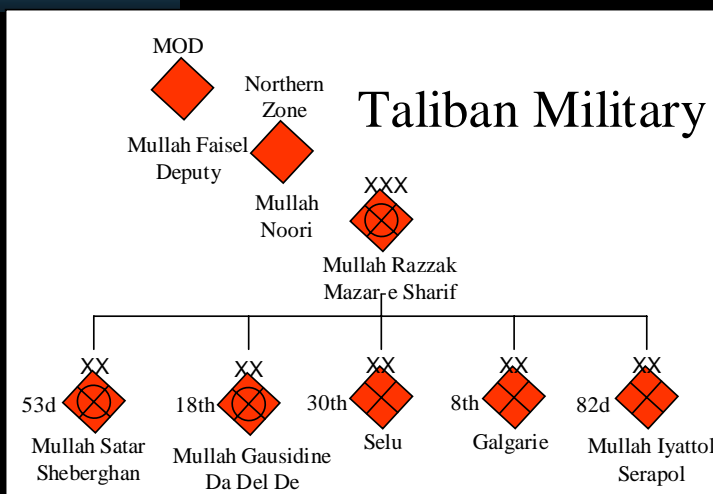 MOD
Northern
Zone
Taliban Military
Mullah Faisel
Deputy
Mullah
Noori
XXX
Mullah Razzak
Mazar-e Sharif
XX
XX
XX
XX
XX
53d
18th
30th
8th
82d
Mullah Satar
Sheberghan
Mullah Gausidine
Da Del De
Selu
Galgarie
Mullah Iyattol
Serapol